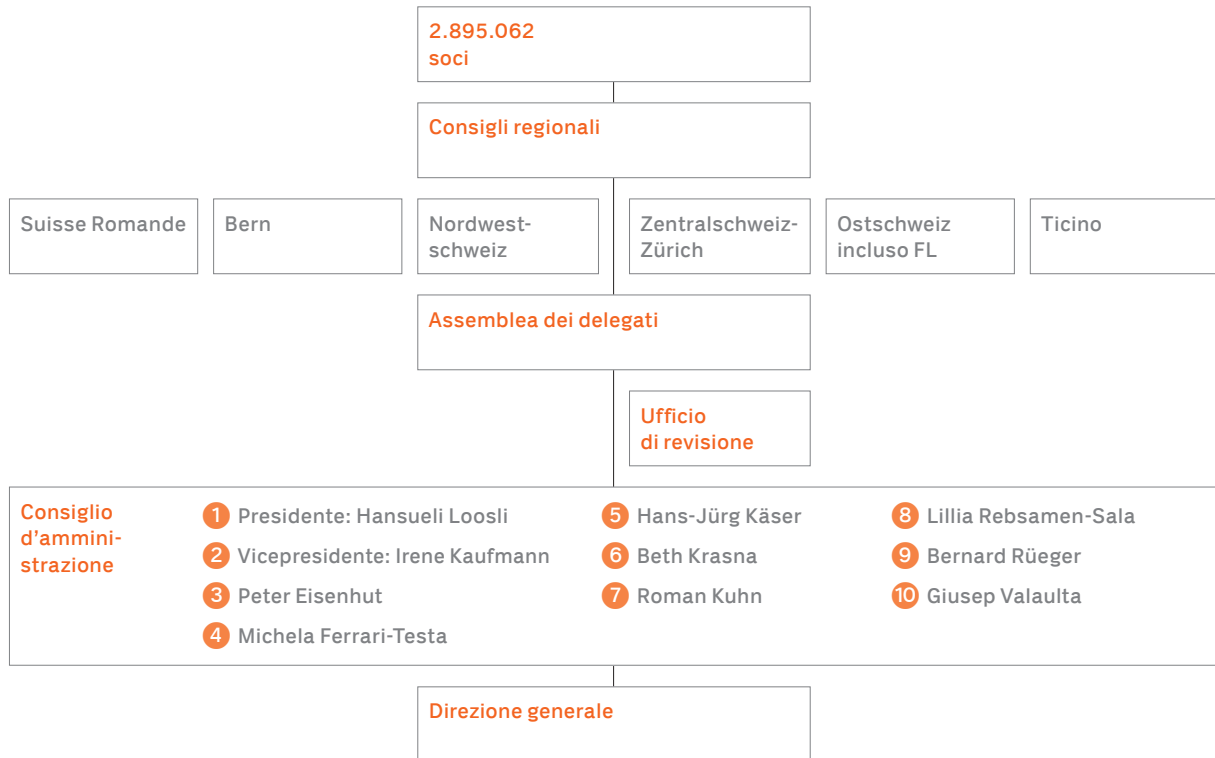 2.895.062
soci
Consigli regionali
Suisse Romande
Bern
Nordwest-
schweiz
Zentralschweiz-
Zürich
Ostschweiz
incluso FL
Ticino
Assemblea dei delegati
Ufficio
di revisione
Consiglio
d’ammini-
strazione
1 Presidente: Hansueli Loosli
2 Vicepresidente: Irene Kaufmann
3 Peter Eisenhut
4 Michela Ferrari-Testa
5 Hans-Jürg Käser
6 Beth Krasna
7 Roman Kuhn
8 Lillia Rebsamen-Sala
9 Bernard Rüeger
10 Giusep Valaulta
Direzione generale